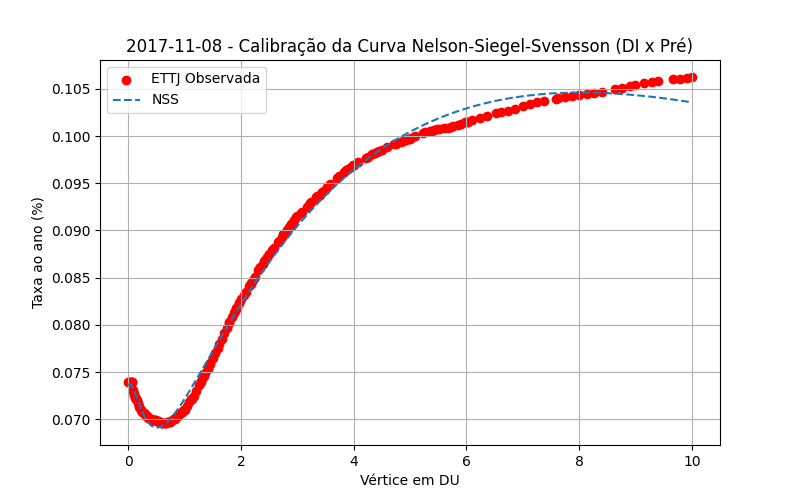 2017-11-08 - Calibração da Curva Nelson-Siegel-Svensson (DI x Pré)
ETTJ Observada
NSS
Taxa ao ano (%)
0.105
0.100
0.095
0.090
0.085
0.080
0.075
0.070
0 2 4 6 8 10
Vértice em DU